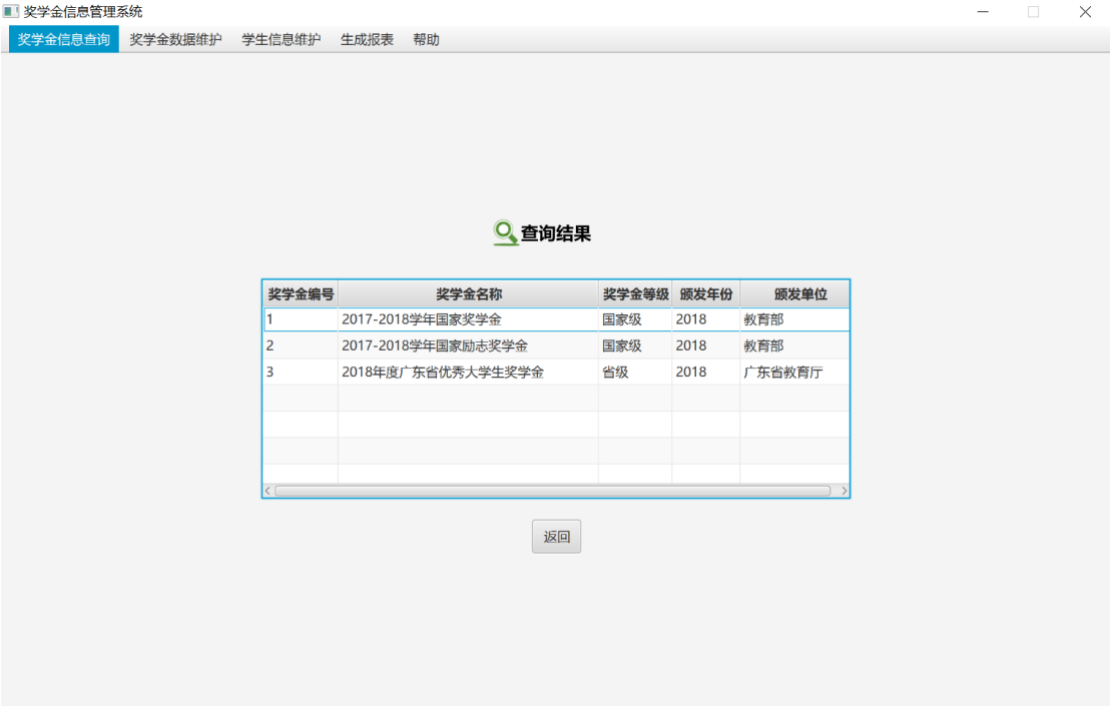 奖学金信息管理系统
奖学金信息查询 奖学金数据维护 学生信息维护 生成报表 帮助
查询结果
奖学金编号 奖学金名称 奖学金等级 颁发年份 颁发单位
1 2017-2018学年国家奖学金 国家级 2018 教育部
2 2017-2018学年国家励志奖学金 国家级 2018 教育部
3 2018年度广东省优秀大学生奖学金 省级 2018 广东省教育厅
返回